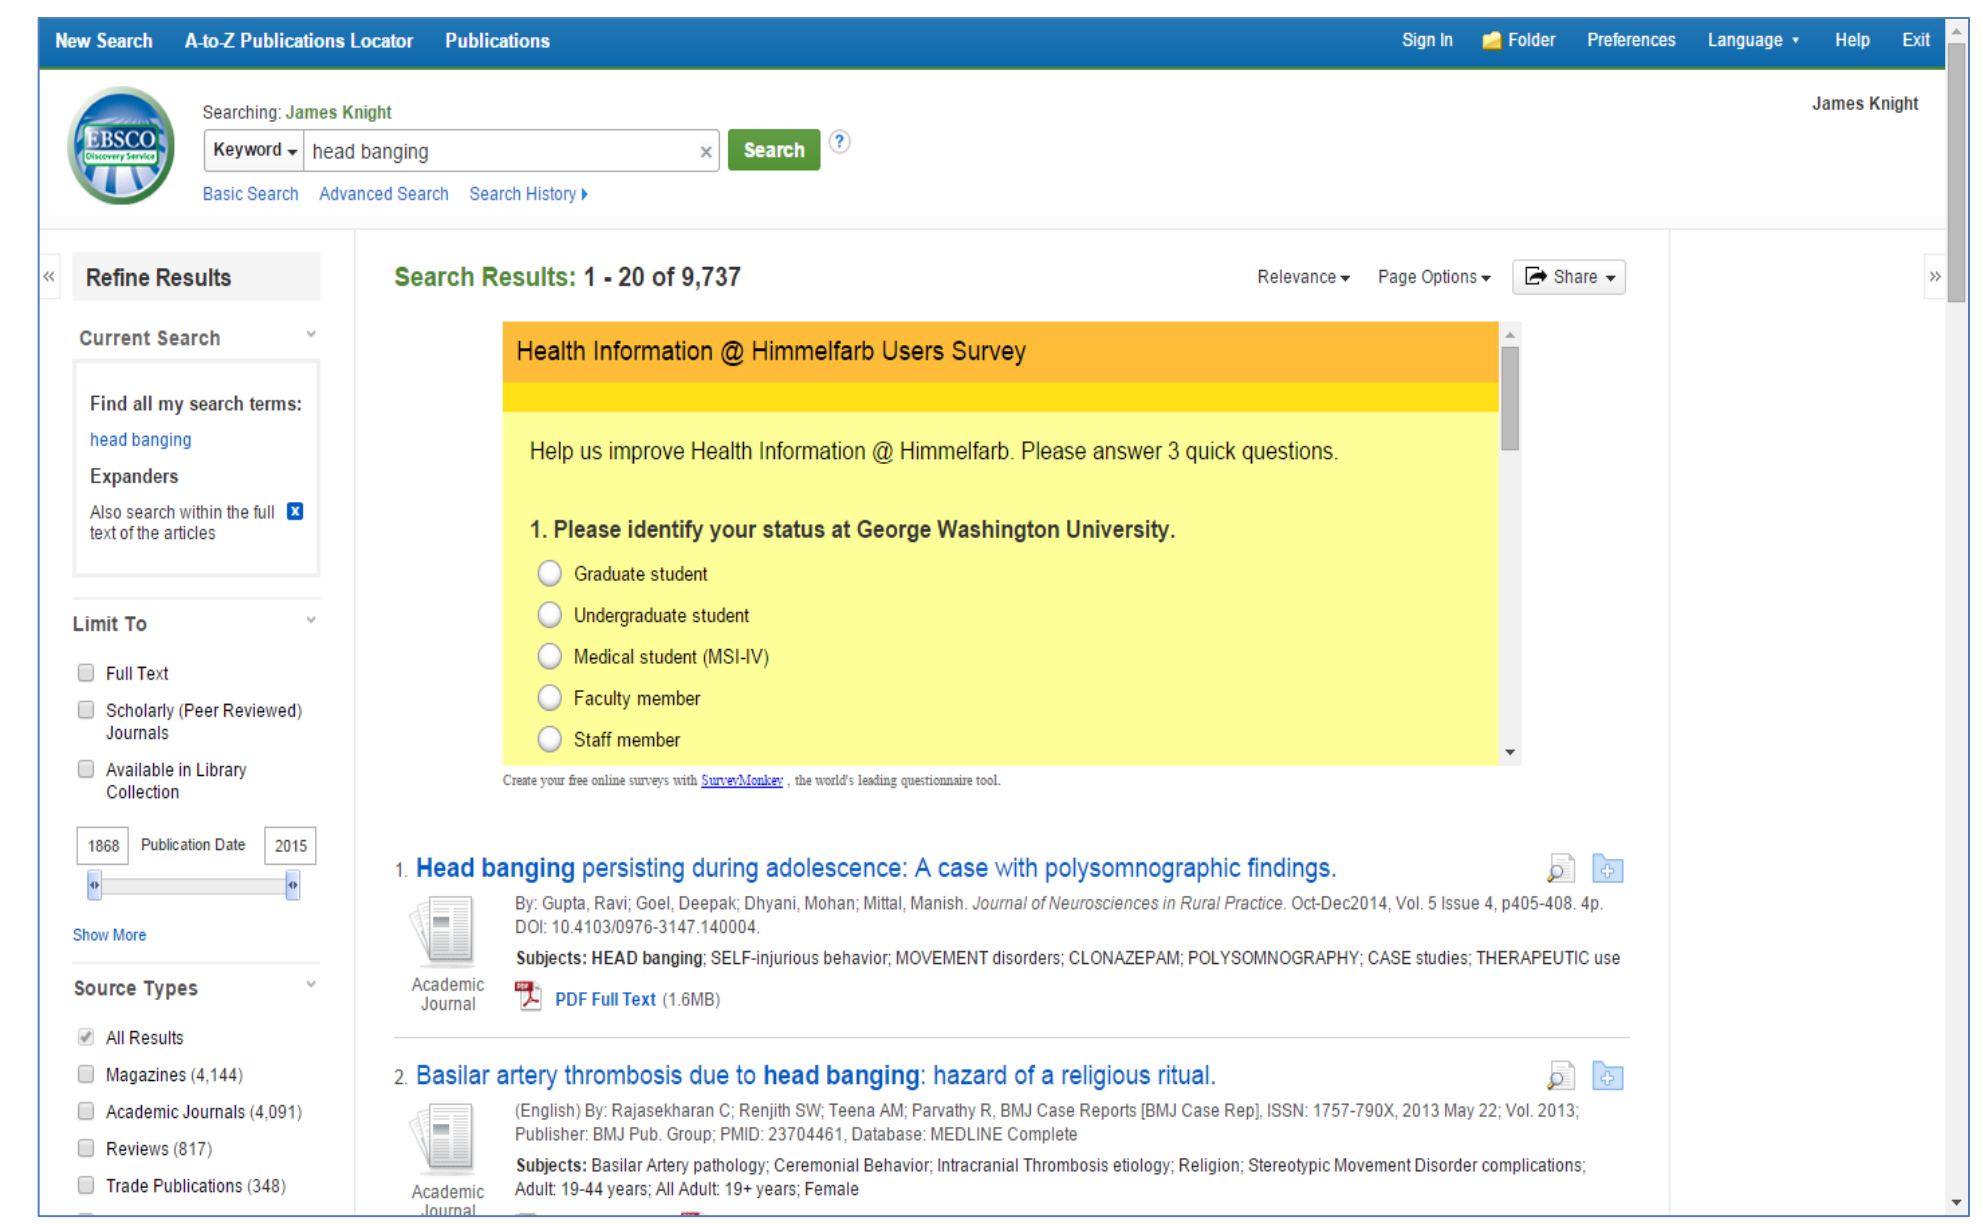 New Search A-to-Z Publications Locator Publications Sign In Folder Preferences Language Help Exit
EBSCO
Discovery Service
Searching: James Knight
James Knight
Keyword head banging × Search ?
Basic Search Advanced Search Search History
Refine Results
Current Search
Find all my search terms:
head banging
Expanders
Also search within the full
text of the articles
Limit To
Full Text
Scholarly (Peer Reviewed)
Journals
Available in Library
Collection
1868 Publication Date 2015
Show More
Source Types
All Results
Magazines (4,144)
Academic Journals (4,091)
Reviews (817)
Trade Publications (348)
Search Results: 1 - 20 of 9,737
Relevance Page Options Share
Health Information @ Himmelfarb Users Survey
Help us improve Health Information @ Himmelfarb. Please answer 3 quick questions.
1. Please identify your status at George Washington University.
Graduate student
Undergraduate student
Medical student (MSI-IV)
Faculty member
Staff member
Create your free online surveys with SurveyMonkey , the world's leading questionnaire tool.
1. Head banging persisting during adolescence: A case with polysomnographic findings.
By: Gupta, Ravi; Goel, Deepak; Dhyani, Mohan; Mittal, Manish. Journal of Neurosciences in Rural Practice. Oct-Dec2014, Vol. 5 Issue 4, p405-408. 4p.
DOI: 10.4103/0976-3147.140004.
Subjects: HEAD banging; SELF-injurious behavior; MOVEMENT disorders; CLONAZEPAM; POLYSOMNOGRAPHY; CASE studies; THERAPEUTIC use
Academic
Journal
PDF Full Text (1.6MB)
2. Basilar artery thrombosis due to head banging: hazard of a religious ritual.
(English) By: Rajasekharan C; Renjith SW; Teena AM; Parvathy R, BMJ Case Reports [BMJ Case Rep], ISSN: 1757-790X, 2013 May 22; Vol. 2013;
Publisher: BMJ Pub. Group; PMID: 23704461, Database: MEDLINE Complete
Subjects: Basilar Artery pathology; Ceremonial Behavior; Intracranial Thrombosis etiology; Religion; Stereotypic Movement Disorder complications;
Adult: 19-44 years; All Adult: 19+ years; Female
Academic
Journal